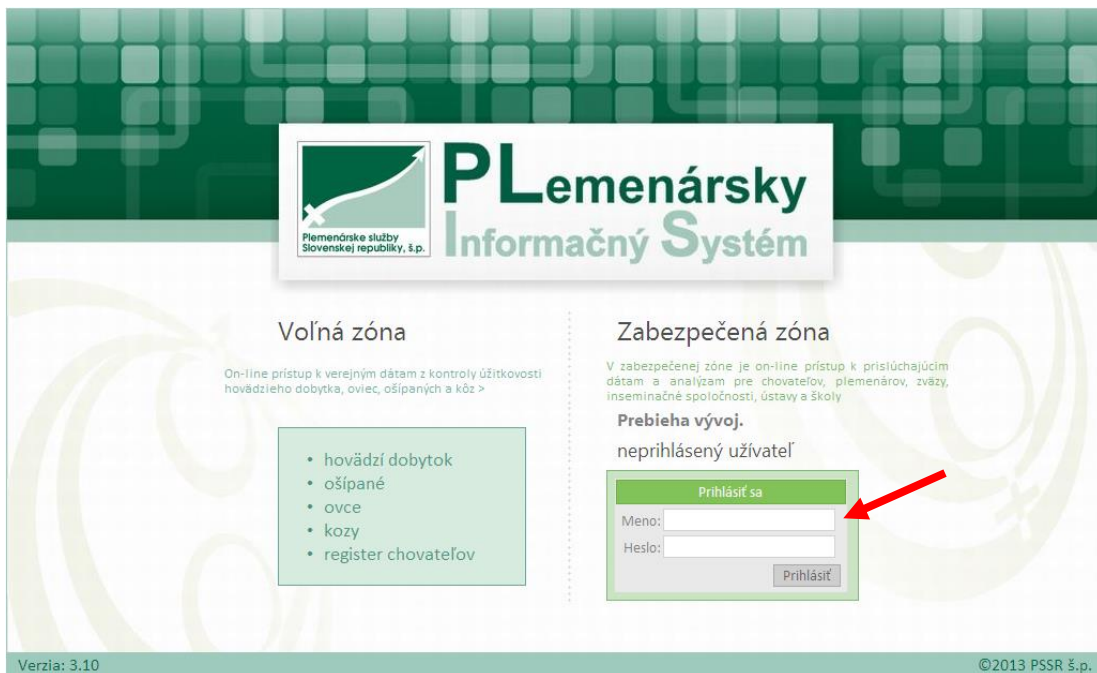 PLemenársky
Informačný Systém
Plemenárske služby
Slovenskej republiky, š.p.
Voľná zóna
On-line prístup k verejným dátam z kontroly úžitkovosti
hovädzieho dobytka, oviec, ošípaných a kôz >
• hovädzí dobytok
• ošípané
• ovce
• kozy
• register chovateľov
Zabezpečená zóna
V zabezpečenej zóne je on-line prístup k prislúchajúcim
dátam a analýzam pre chovateľov, plemenárov, zväzy,
inseminačné spoločnosti, ústavy a školy
Prebieha vývoj.
neprihlásený užívateľ
Prihlásiť sa
Meno:
Heslo:
Prihlásiť
Verzia: 3.10
©2013 PSSR š.p.